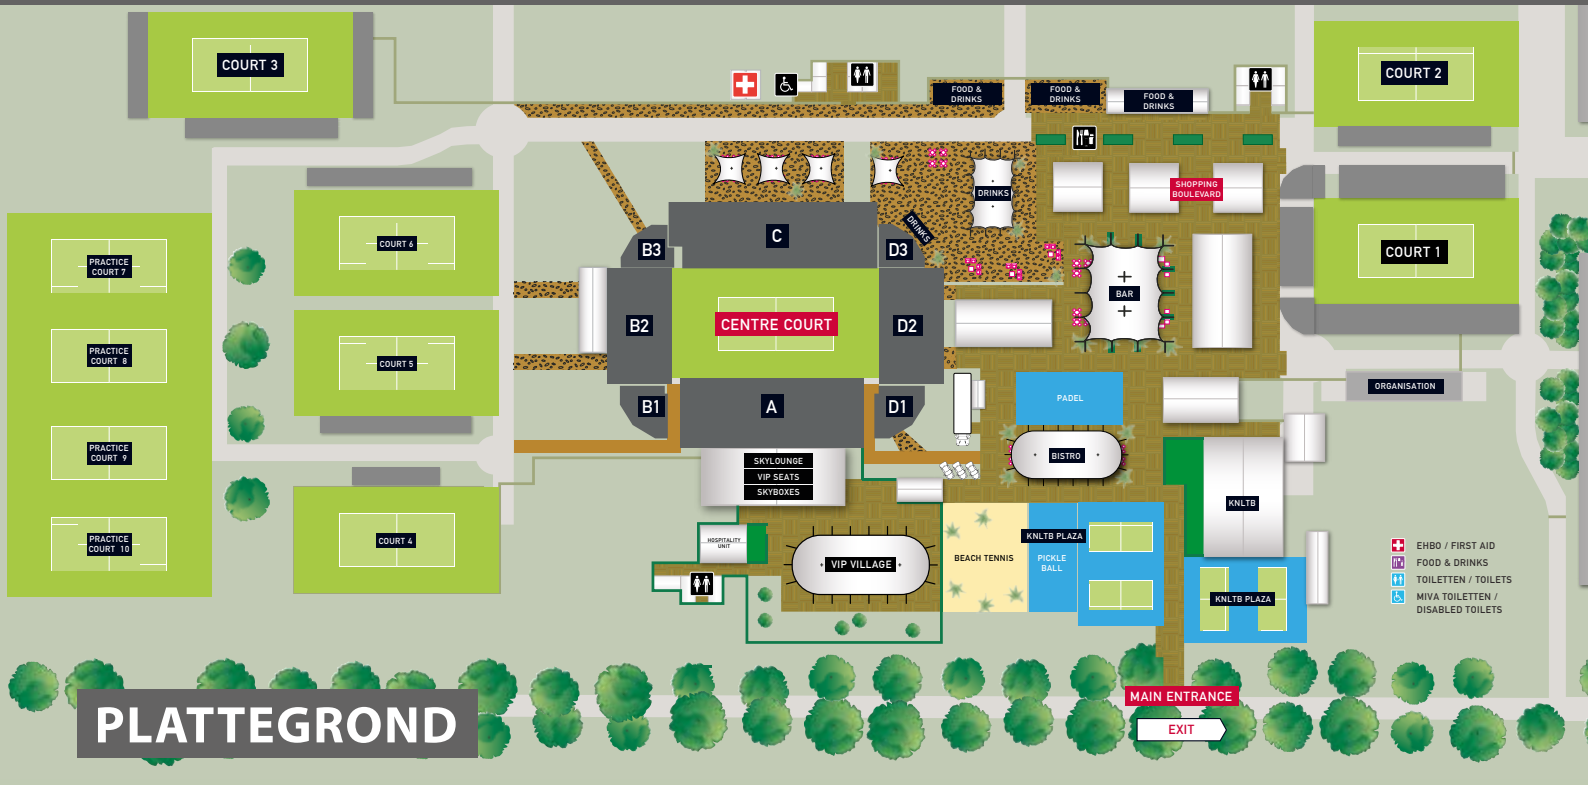 COURT 3
COURT 2
FOOD &
DRINKS
FOOD &
DRINKS
FOOD &
DRINKS
SHOPPING
BOULEVARD
DRINKS
DRINKS
C
B3
D3
COURT 6
COURT 1
PRACTICE
COURT 7
BAR
B2
CENTRE COURT
D2
PRACTICE
COURT 8
COURT 5
ORGANISATION
PADEL
B1
A
D1
PRACTICE
COURT 9
BISTRO
SKYLOUNGE
VIP SEATS
SKYBOXES
KNLTB
PRACTICE
COURT 10
COURT 4
HOSPITALITY
UNIT
VIP VILLAGE
BEACH TENNIS
KNLTB PLAZA
PICKLE
BALL
KNLTB PLAZA
EHBO / FIRST AID
FOOD & DRINKS
TOILETTEN / TOILETS
MIVA TOILETTEN /
DISABLED TOILETS
MAIN ENTRANCE
EXIT
PLATTEGROND